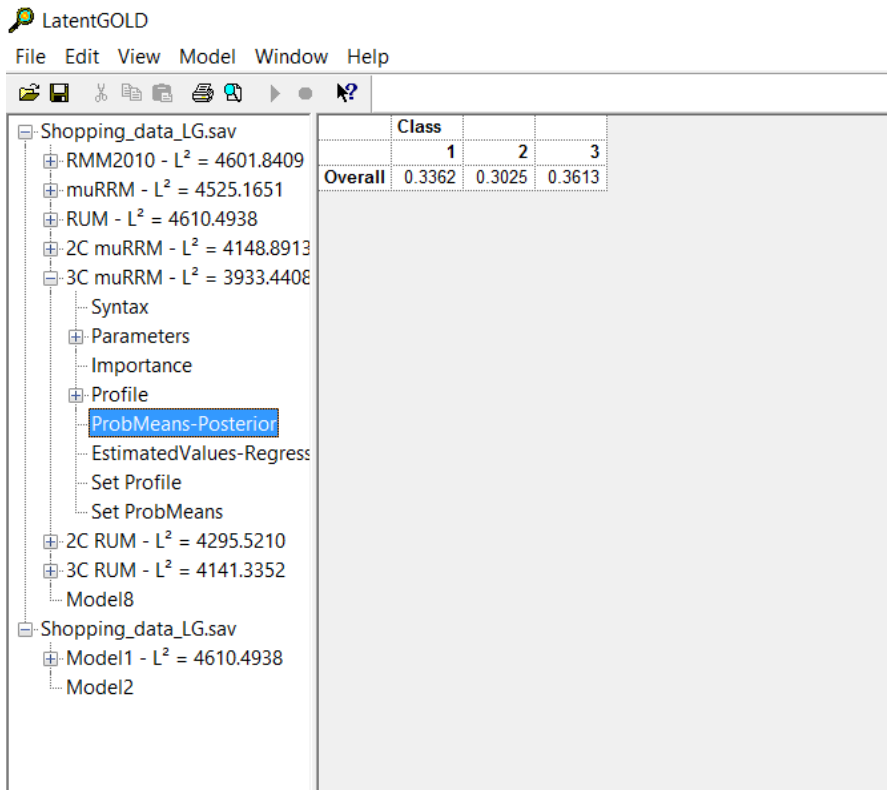 LatentGOLD
File Edit View Model Window Help
Shopping_data_LG.sav
RMM2010 - L² = 4601.8409
muRRM - L² = 4525.1651
RUM - L² = 4610.4938
2C muRRM - L² = 4148.8913
3C muRRM - L² = 3933.4408
Syntax
Parameters
Importance
Profile
ProbMeans-Posterior
EstimatedValues-Regress
Set Profile
Set ProbMeans
2C RUM - L² = 4295.5210
3C RUM - L² = 4141.3352
Model8
Shopping_data_LG.sav
Model1 - L² = 4610.4938
Model2
Class
1 2 3
Overall 0.3362 0.3025 0.3613